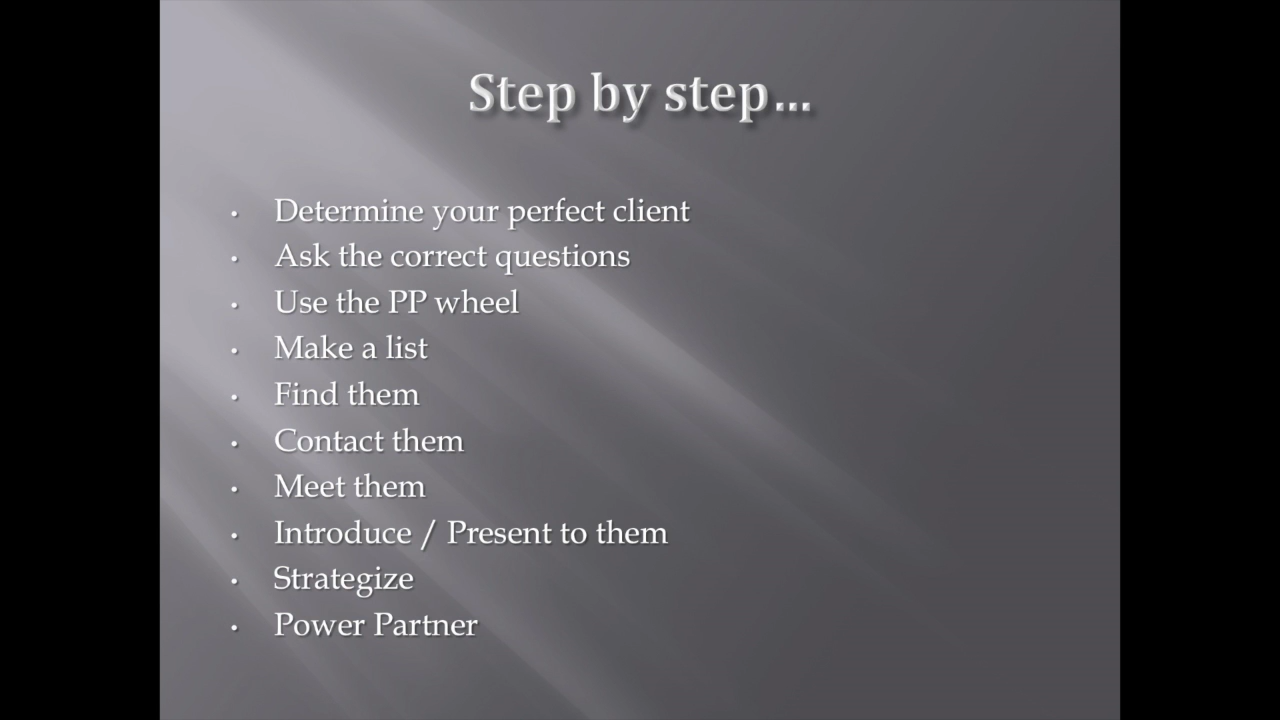 Step by step…
• Determine your perfect client
• Ask the correct questions
• Use the PP wheel
• Make a list
• Find them
• Contact them
• Meet them
• Introduce / Present to them
• Strategize
• Power Partner